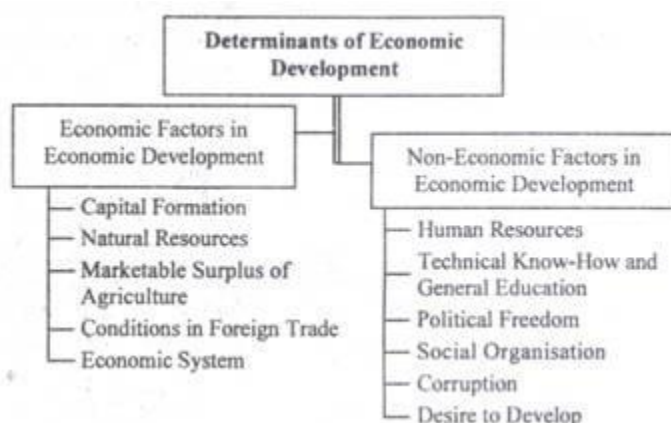 Determinants of Economic
Development
Economic Factors in
Economic Development
Capital Formation
Natural Resources
Marketable Surplus of
Agriculture
Conditions in Foreign Trade
Economic System
Non-Economic Factors in
Economic Development
Human Resources
Technical Know-How and
General Education
Political Freedom
Social Organisation
Corruption
Desire to Develop